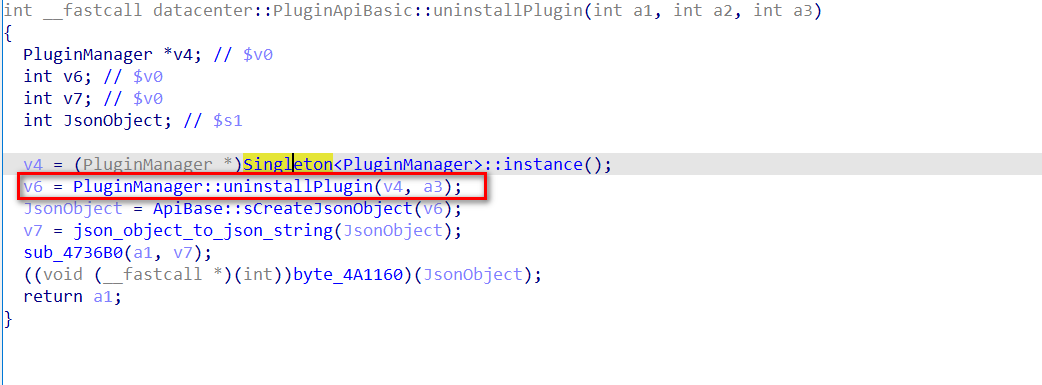 int __fastcall datacenter::PluginApiBasic::uninstallPlugin(int a1, int a2, int a3)
{
  PluginManager *v4; // $v0
  int v6; // $v0
  int v7; // $v0
  int JsonObject; // $s1

  v4 = (PluginManager *)Singleton<PluginManager>::instance();
  v6 = PluginManager::uninstallPlugin(v4, a3);
  JsonObject = ApiBase::sCreateJsonObject(v6);
  v7 = json_object_to_json_string(JsonObject);
  sub_4736B0(a1, v7);
  ((void (__fastcall *)(int))byte_4A1160)(JsonObject);
  return a1;
}